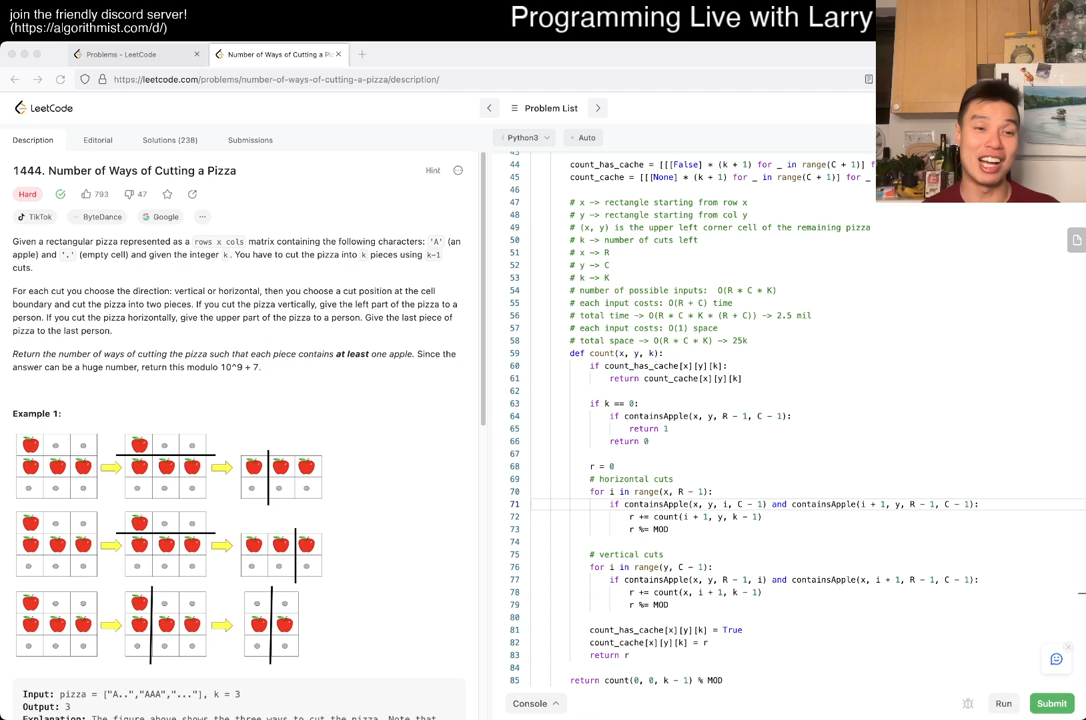 join the friendly discord server!
(https://algorithmist.com/d/)
Programming Live with Larry
Problems - LeetCode
Number of Ways of Cutting a Pi
https://leetcode.com/problems/number-of-ways-of-cutting-a-pizza/description/
LeetCode
Problem List
Description
Editorial
Solutions (238)
Submissions
Python3
Auto
1444. Number of Ways of Cutting a Pizza
Hint
Hard
793
47
TikTok
ByteDance
Google
Given a rectangular pizza represented as a rows x cols matrix containing the following characters: 'A' (an
apple) and '.' (empty cell) and given the integer k. You have to cut the pizza into k pieces using k-1
cuts.
For each cut you choose the direction: vertical or horizontal, then you choose a cut position at the cell
boundary and cut the pizza into two pieces. If you cut the pizza vertically, give the left part of the pizza to a
person. If you cut the pizza horizontally, give the upper part of the pizza to a person. Give the last piece of
pizza to the last person.
Return the number of ways of cutting the pizza such that each piece contains at least one apple. Since the
answer can be a huge number, return this modulo 10^9 + 7.
Example 1:
Input: pizza = ["A..","AAA","..."], k = 3
Output: 3
Explanation: The figure above shows the three ways to cut the pizza. Note that
43
44 count_has_cache = [[[False] * (k + 1) for _ in range(C + 1)] f
45 count_cache = [[[None] * (k + 1) for _ in range(C + 1)] for _
46
47 # x -> rectangle starting from row x
48 # y -> rectangle starting from col y
49 # (x, y) is the upper left corner cell of the remaining pizza
50 # k -> number of cuts left
51 # x -> R
52 # y -> C
53 # k -> K
54 # number of possible inputs: O(R * C * K)
55 # each input costs: O(R + C) time
56 # total time -> O(R * C * K * (R + C)) -> 2.5 mil
57 # each input costs: O(1) space
58 # total space -> O(R * C * K) -> 25k
59 def count(x, y, k):
60 if count_has_cache[x][y][k]:
61 return count_cache[x][y][k]
62
63 if k == 0:
64 if containsApple(x, y, R - 1, C - 1):
65 return 1
66 return 0
67
68 r = 0
69 # horizontal cuts
70 for i in range(x, R - 1):
71 if containsApple(x, y, i, C - 1) and containsApple(i + 1, y, R - 1, C - 1):
72 r += count(i + 1, y, k - 1)
73 r %= MOD
74
75 # vertical cuts
76 for i in range(y, C - 1):
77 if containsApple(x, y, R - 1, i) and containsApple(x, i + 1, R - 1, C - 1):
78 r += count(x, i + 1, k - 1)
79 r %= MOD
80
81 count_has_cache[x][y][k] = True
82 count_cache[x][y][k] = r
83 return r
84
85 return count(0, 0, k - 1) % MOD
Console
Run
Submit